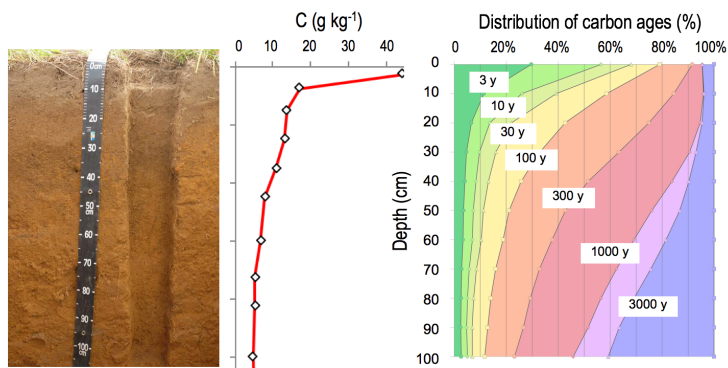 C (g kg-1)
0 10 20 30 40
Distribution of carbon ages (%)
0 20% 40% 60% 80% 100%
0cm
10
20
30
40
50
cm
60
70
80
90
100
cm
Depth (cm)
0
10
20
30
40
50
60
70
80
90
100
3 y
10 y
30 y
100 y
300 y
1000 y
3000 y